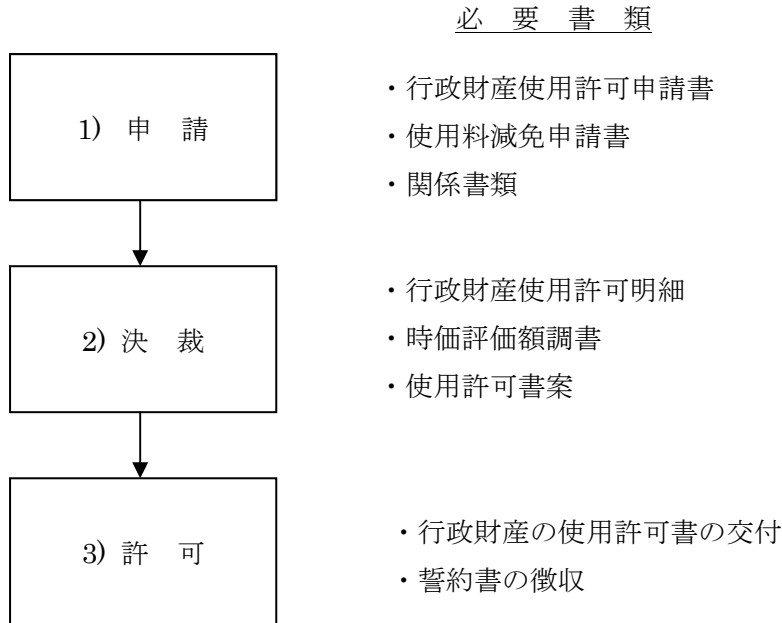 必　要　書　類
1)　申　請
・行政財産使用許可申請書
・使用料減免申請書
・関係書類
2) 決　裁
・行政財産使用許可明細
・時価評価額調書
・使用許可書案
3) 許　可
・行政財産の使用許可書の交付
・誓約書の徴収